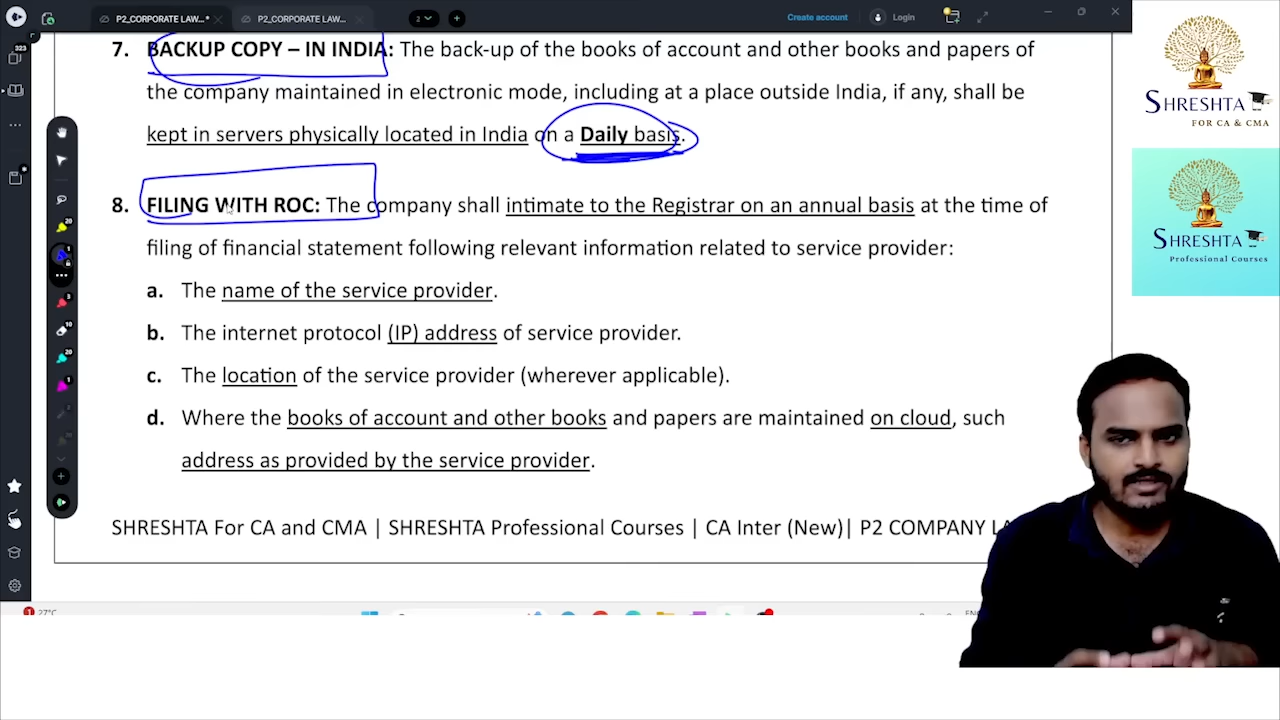 P2_CORPORATE LAW...*
P2_CORPORATE LAW...
2
Create account
Login
323
7. BACKUP COPY – IN INDIA: The back-up of the books of account and other books and papers of
the company maintained in electronic mode, including at a place outside India, if any, shall be
kept in servers physically located in India on a Daily basis.
8. FILING WITH ROC: The company shall intimate to the Registrar on an annual basis at the time of
filing of financial statement following relevant information related to service provider:
a. The name of the service provider.
b. The internet protocol (IP) address of service provider.
c. The location of the service provider (wherever applicable).
d. Where the books of account and other books and papers are maintained on cloud, such
address as provided by the service provider.
SHRESHTA For CA and CMA | SHRESHTA Professional Courses | CA Inter (New)| P2 COMPANY
27°C
SHRESHTA
FOR CA & CMA
SHRESHTA
Professional Courses